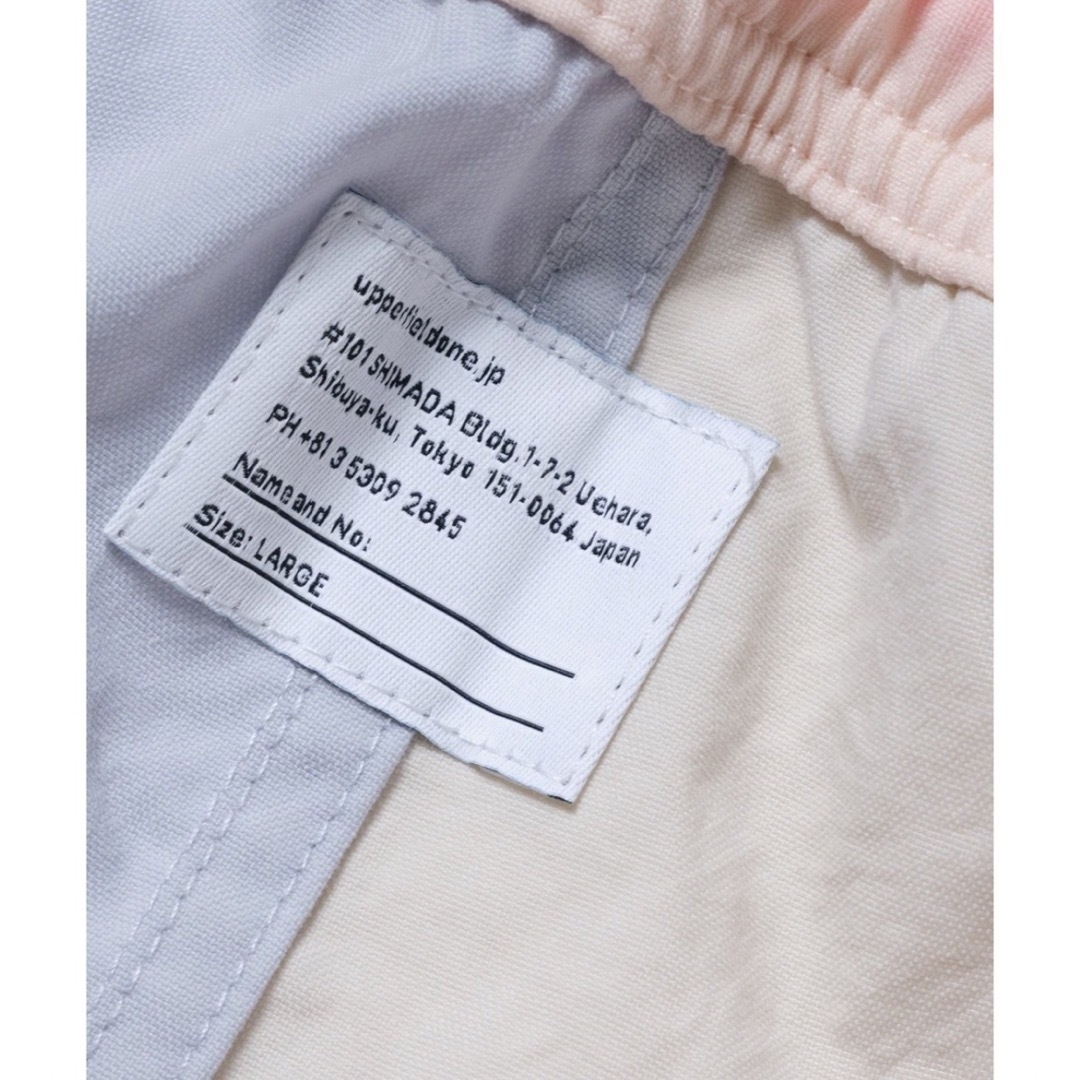 upperfieldone.jp
#101 SHIMADA Bldg. 1-7-2 Uehara,
Shibuya-ku, Tokyo 151-0064, Japan
PH +81 3 5309 2845
Name and No:
Size: LARGE